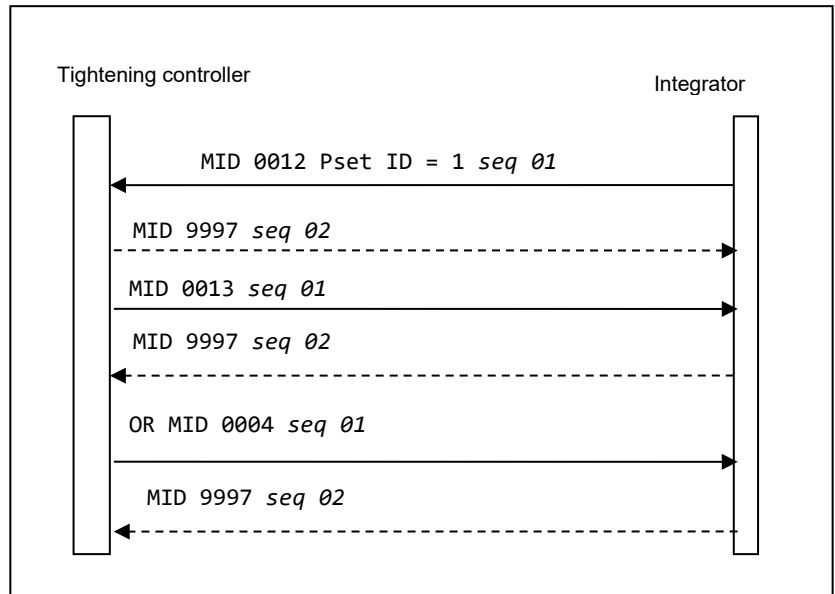 Tightening controller
Integrator
MID 0012 Pset ID = 1 seq 01
MID 9997 seq 02
MID 0013 seq 01
MID 9997 seq 02
OR MID 0004 seq 01
MID 9997 seq 02